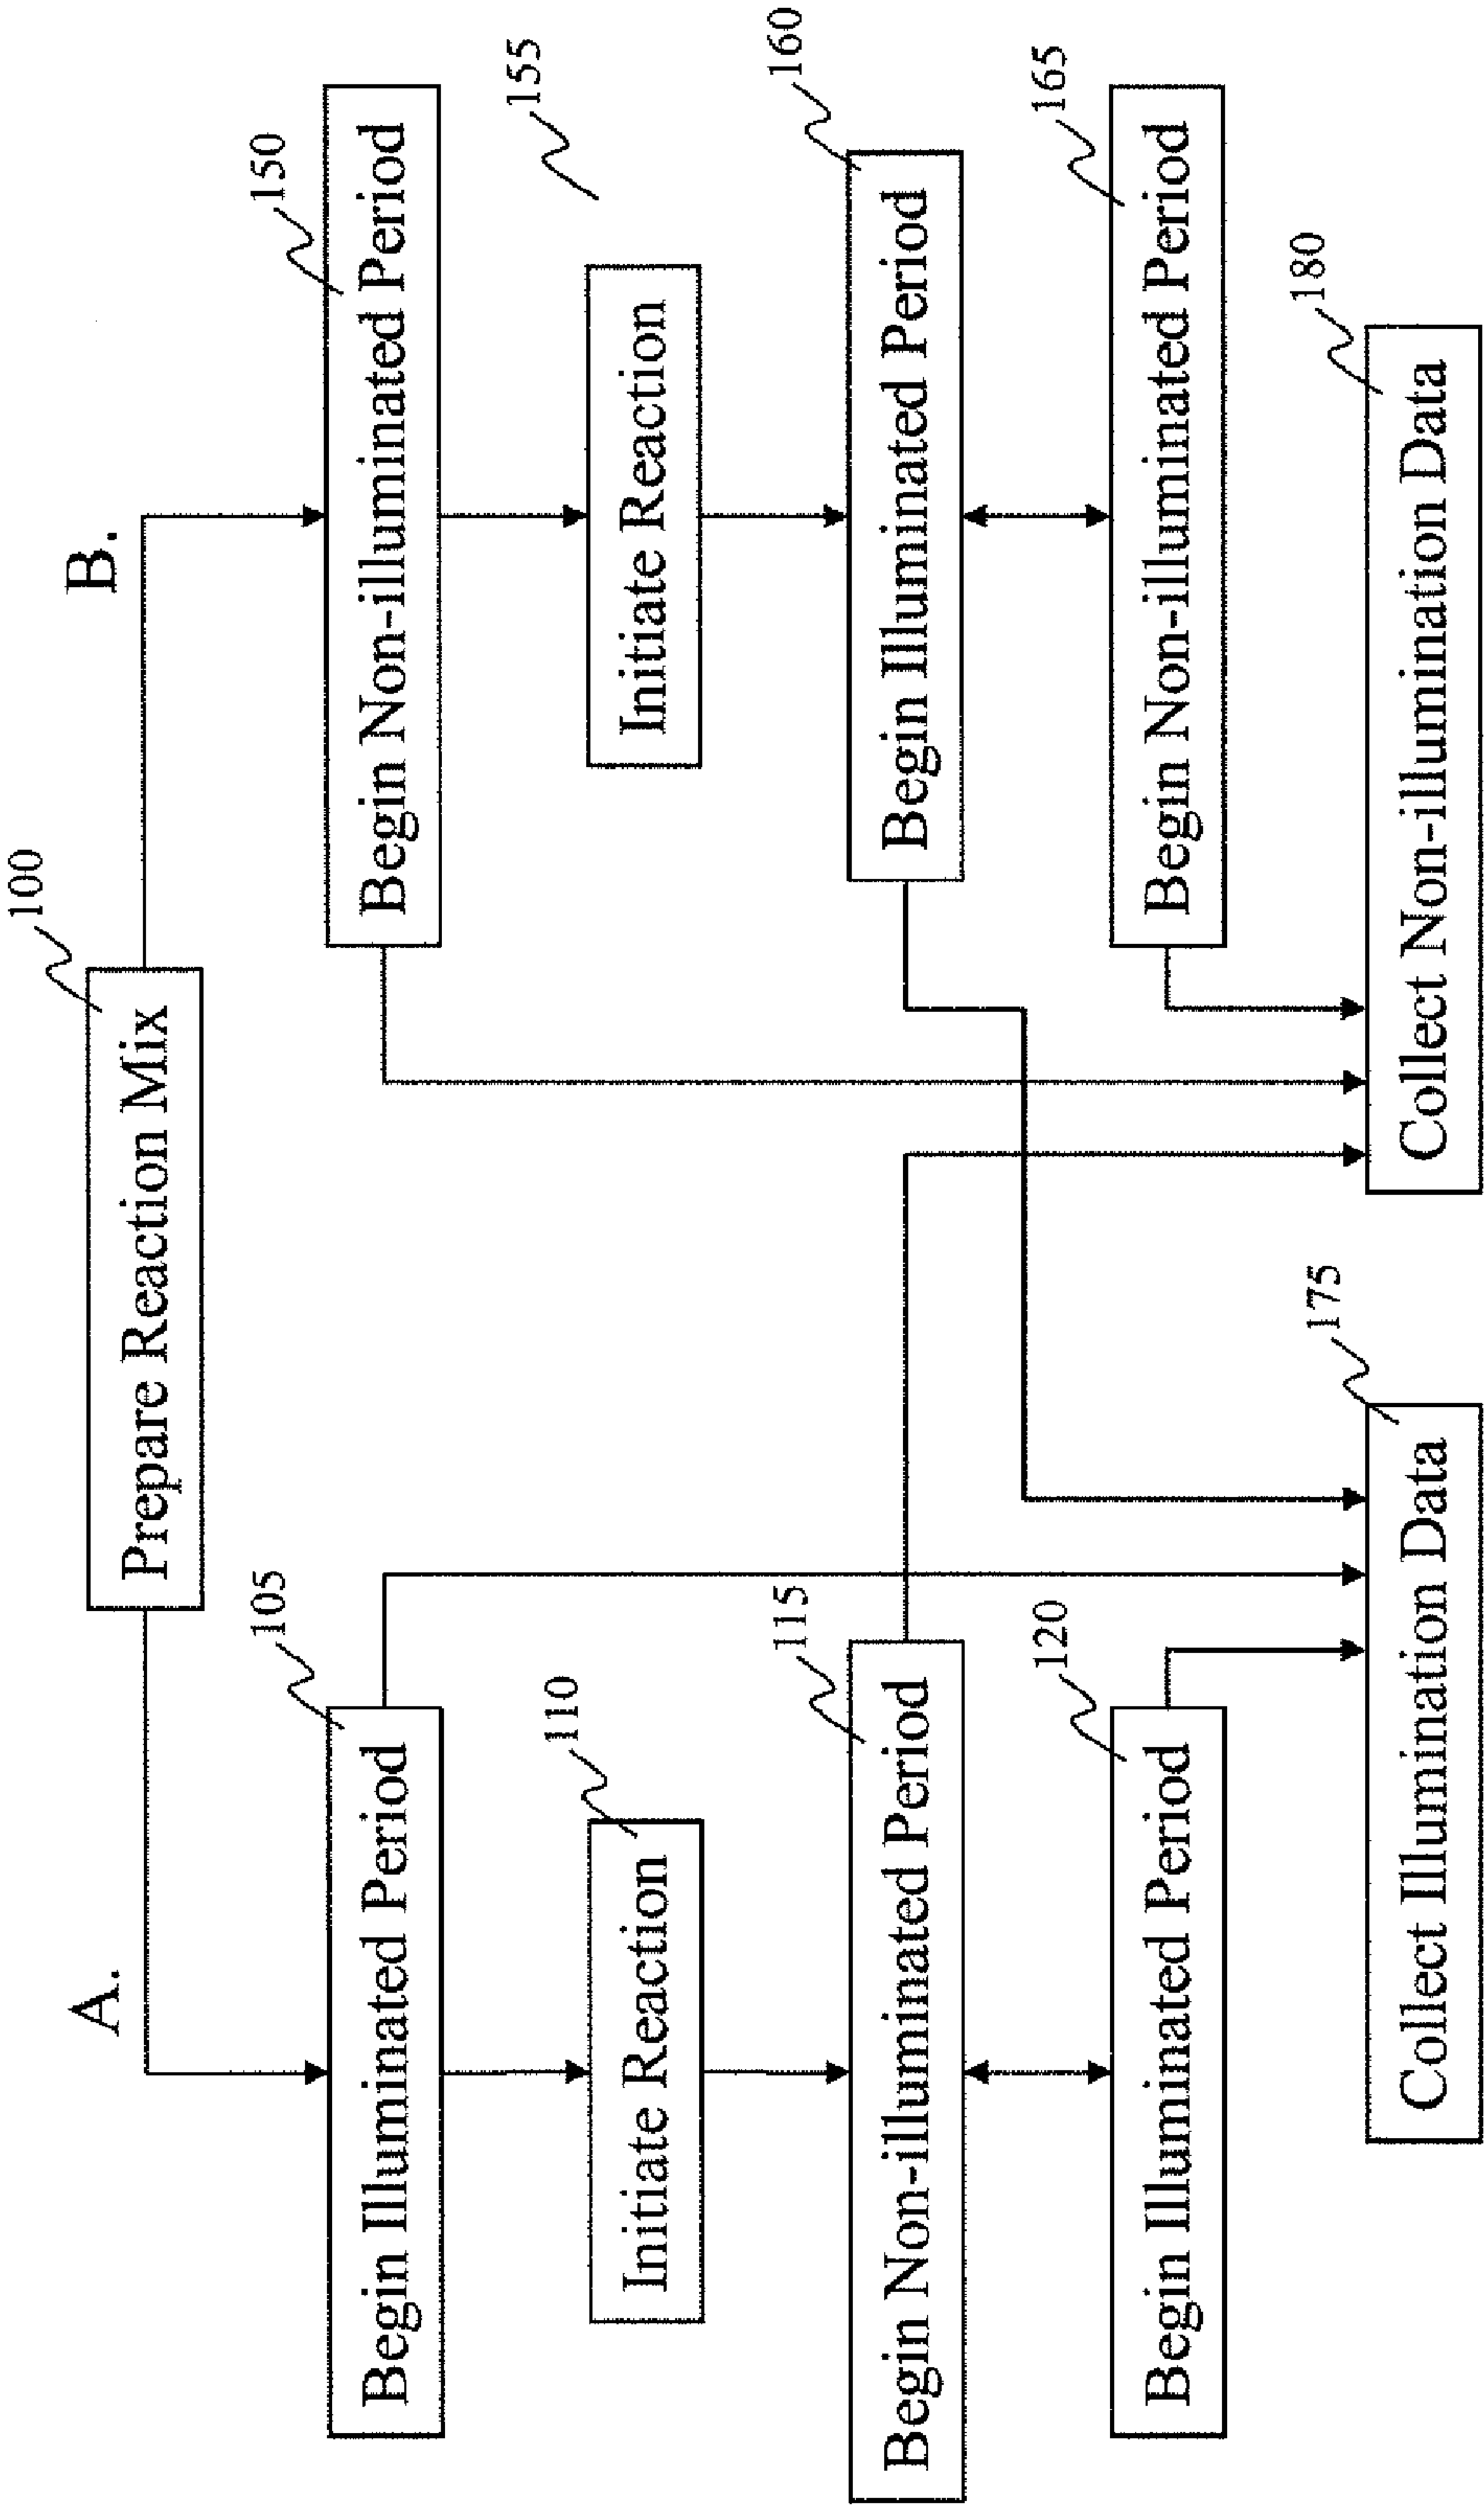 100
Prepare Reaction Mix
A.
B.
105
Begin Illuminated Period
150
Begin Non-illuminated Period
110
Initiate Reaction
155
Initiate Reaction
115
Begin Non-illuminated Period
160
Begin Illuminated Period
120
Begin Illuminated Period
165
Begin Non-illuminated Period
175
Collect Illumination Data
180
Collect Non-illumination Data